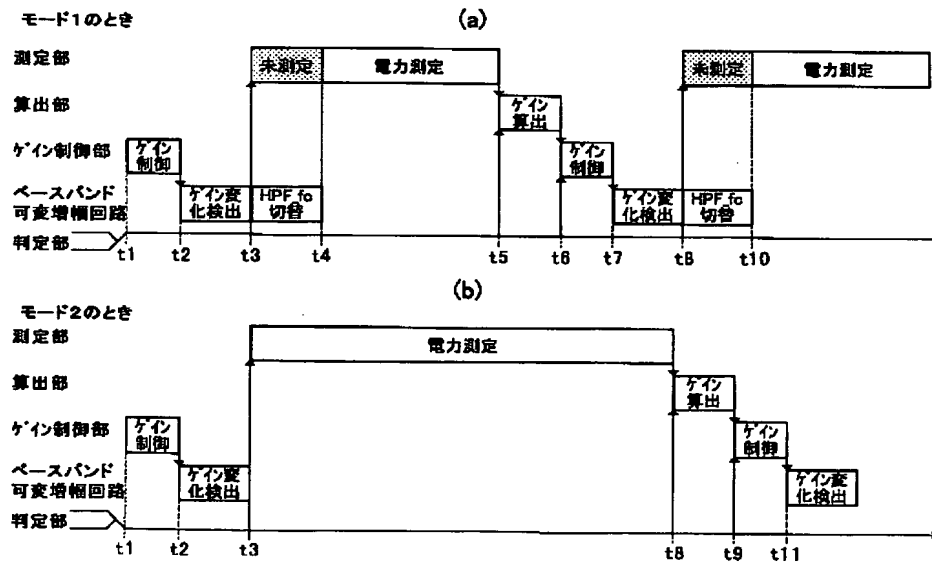 (a)
モード1のとき
測定部
未測定
電力測定
未測定
電力測定
算出部
ゲイン
算出
ゲイン制御部
ゲイン
制御
ゲイン
制御
ベースバンド
可変増幅回路
ゲイン変
化検出
HPF_fc
切替
ゲイン変
化検出
HPF_fc
切替
判定部
t1 t2 t3 t4 t5 t6 t7 t8 t10
(b)
モード2のとき
測定部
電力測定
算出部
ゲイン
算出
ゲイン制御部
ゲイン
制御
ゲイン
制御
ベースバンド
可変増幅回路
ゲイン変
化検出
ゲイン変
化検出
判定部
t1 t2 t3 t8 t9 t11